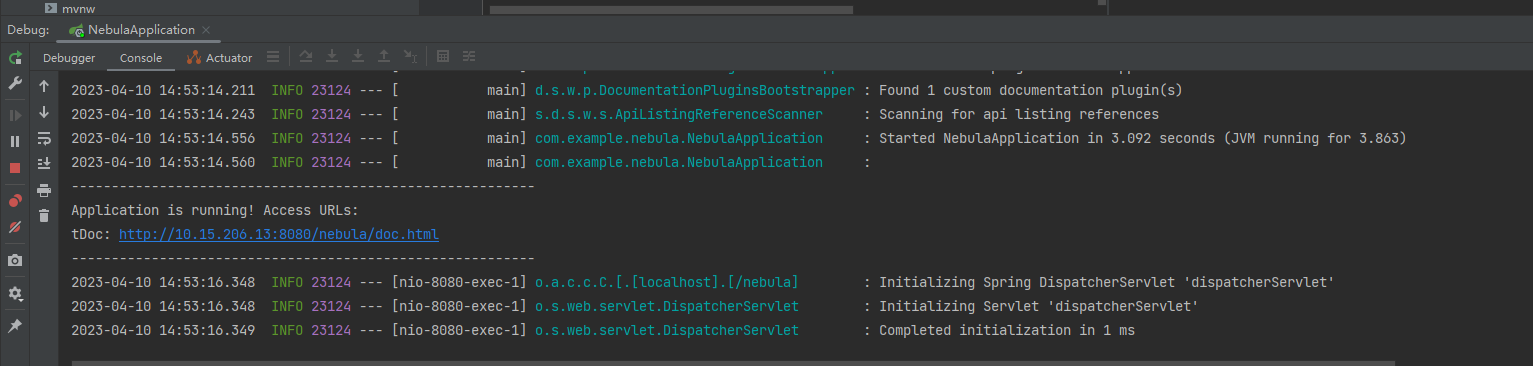 mvnw
Debug: NebulaApplication
Debugger Console Actuator
2023-04-10 14:53:14.211  INFO 23124 --- [           main] d.s.w.p.DocumentationPluginsBootstrapper : Found 1 custom documentation plugin(s)
2023-04-10 14:53:14.243  INFO 23124 --- [           main] s.d.s.w.s.ApiListingReferenceScanner     : Scanning for api listing references
2023-04-10 14:53:14.556  INFO 23124 --- [           main] com.example.nebula.NebulaApplication     : Started NebulaApplication in 3.092 seconds (JVM running for 3.863)
2023-04-10 14:53:14.560  INFO 23124 --- [           main] com.example.nebula.NebulaApplication     :
----------------------------------------------------------
Application is running! Access URLs:
tDoc: http://10.15.206.13:8080/nebula/doc.html
----------------------------------------------------------
2023-04-10 14:53:16.348  INFO 23124 --- [nio-8080-exec-1] o.a.c.c.C.[.[localhost].[/nebula]        : Initializing Spring DispatcherServlet 'dispatcherServlet'
2023-04-10 14:53:16.348  INFO 23124 --- [nio-8080-exec-1] o.s.web.servlet.DispatcherServlet        : Initializing Servlet 'dispatcherServlet'
2023-04-10 14:53:16.349  INFO 23124 --- [nio-8080-exec-1] o.s.web.servlet.DispatcherServlet        : Completed initialization in 1 ms